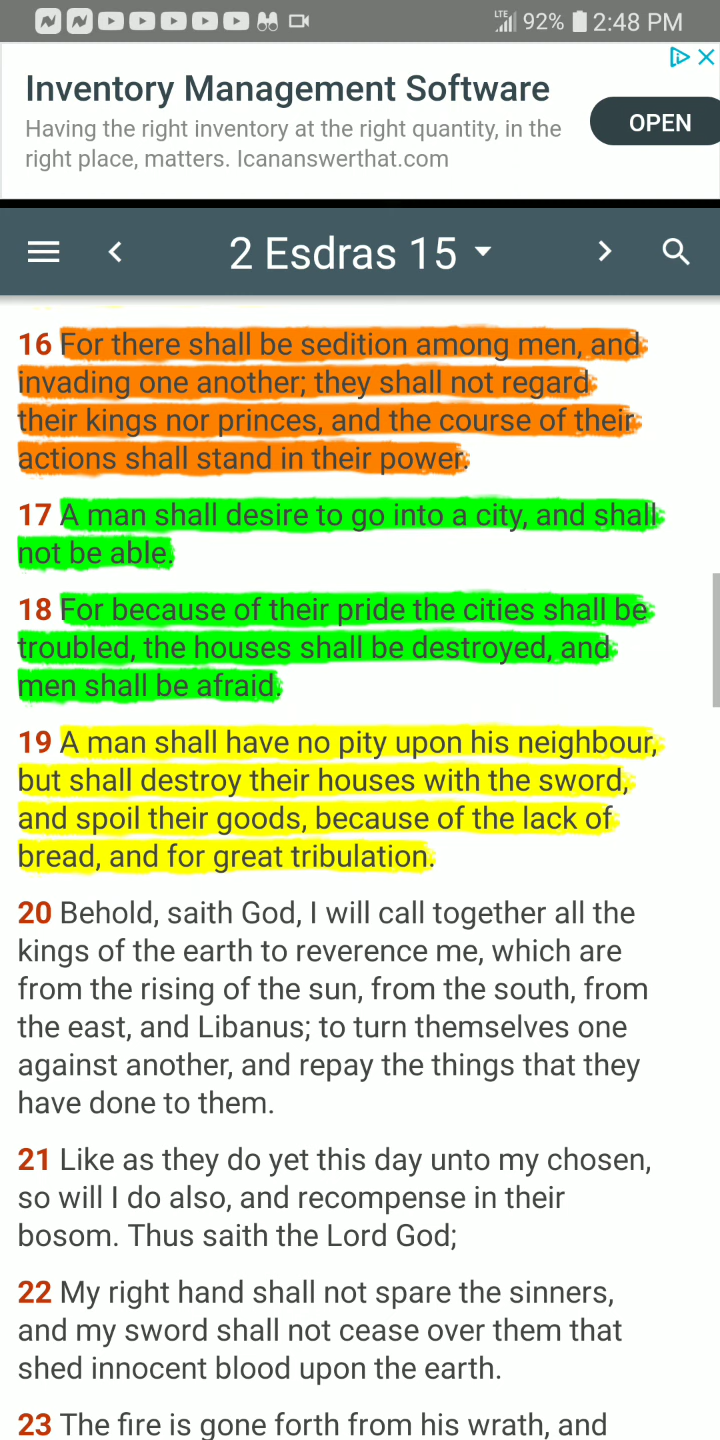 LTE 92% 2:48 PM
Inventory Management Software
Having the right inventory at the right quantity, in the
right place, matters. Icananswerthat.com
OPEN
2 Esdras 15
16 For there shall be sedition among men, and
invading one another; they shall not regard
their kings nor princes, and the course of their
actions shall stand in their power.
17 A man shall desire to go into a city, and shall
not be able.
18 For because of their pride the cities shall be
troubled, the houses shall be destroyed, and
men shall be afraid.
19 A man shall have no pity upon his neighbour,
but shall destroy their houses with the sword,
and spoil their goods, because of the lack of
bread, and for great tribulation.
20 Behold, saith God, I will call together all the
kings of the earth to reverence me, which are
from the rising of the sun, from the south, from
the east, and Libanus; to turn themselves one
against another, and repay the things that they
have done to them.
21 Like as they do yet this day unto my chosen,
so will I do also, and recompense in their
bosom. Thus saith the Lord God;
22 My right hand shall not spare the sinners,
and my sword shall not cease over them that
shed innocent blood upon the earth.
23 The fire is gone forth from his wrath, and